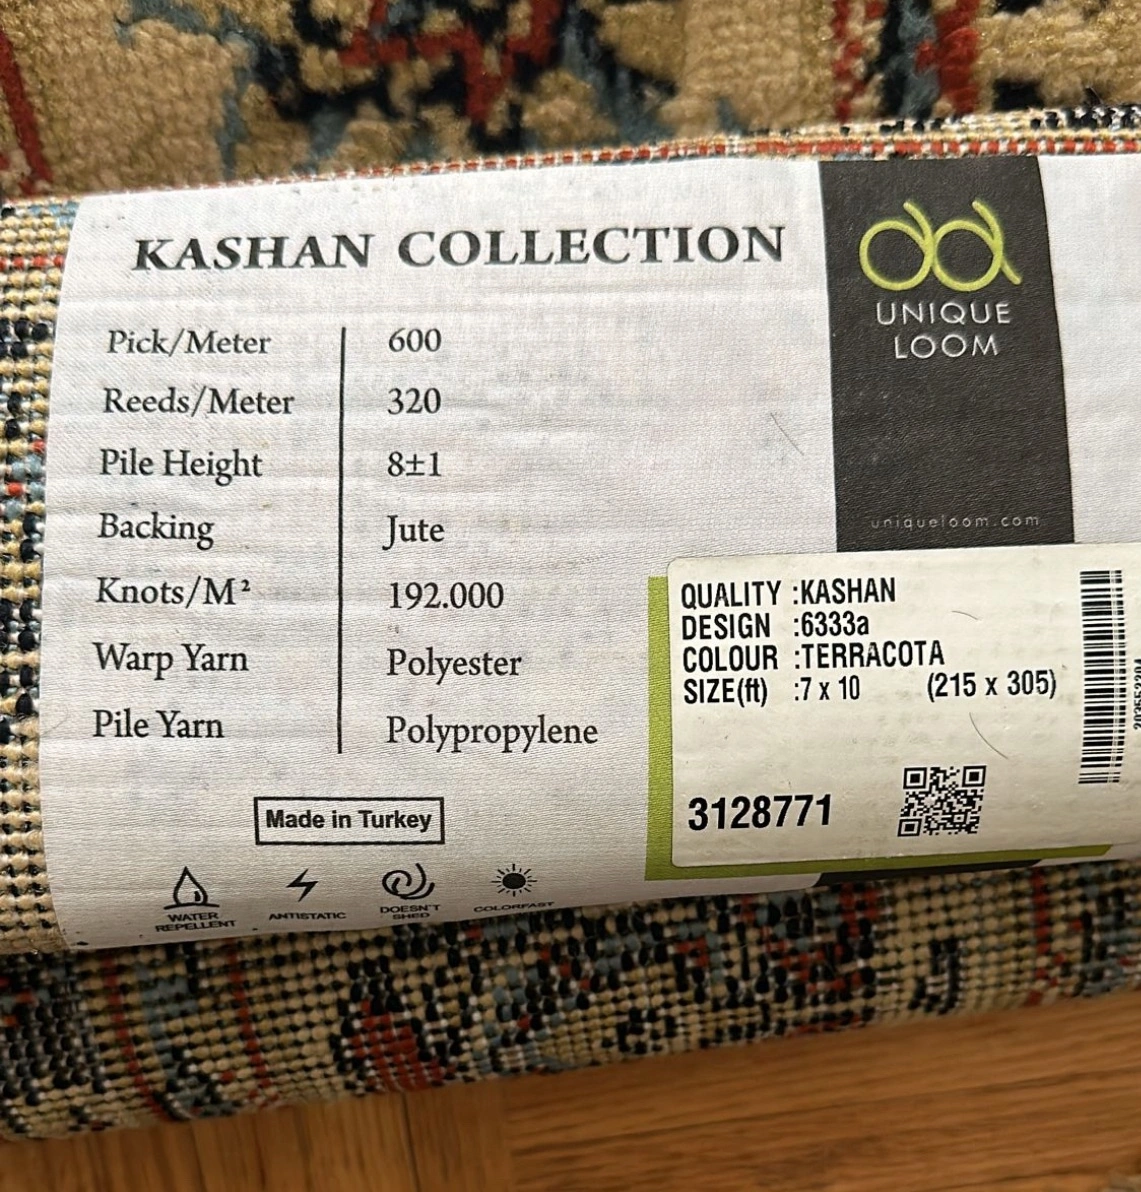 KASHAN COLLECTION
Pick/Meter 600
Reeds/Meter 320
Pile Height 8±1
Backing Jute
Knots/M² 192.000
Warp Yarn Polyester
Pile Yarn Polypropylene
Made in Turkey
WATER
REPELLENT
ANTISTATIC
DOESN'T
SHED
COLORFAST
UNIQUE
LOOM
uniqueloom.com
QUALITY :KASHAN
DESIGN :6333a
COLOUR :TERRACOTA
SIZE(ft) :7 x 10 (215 x 305)
3128771